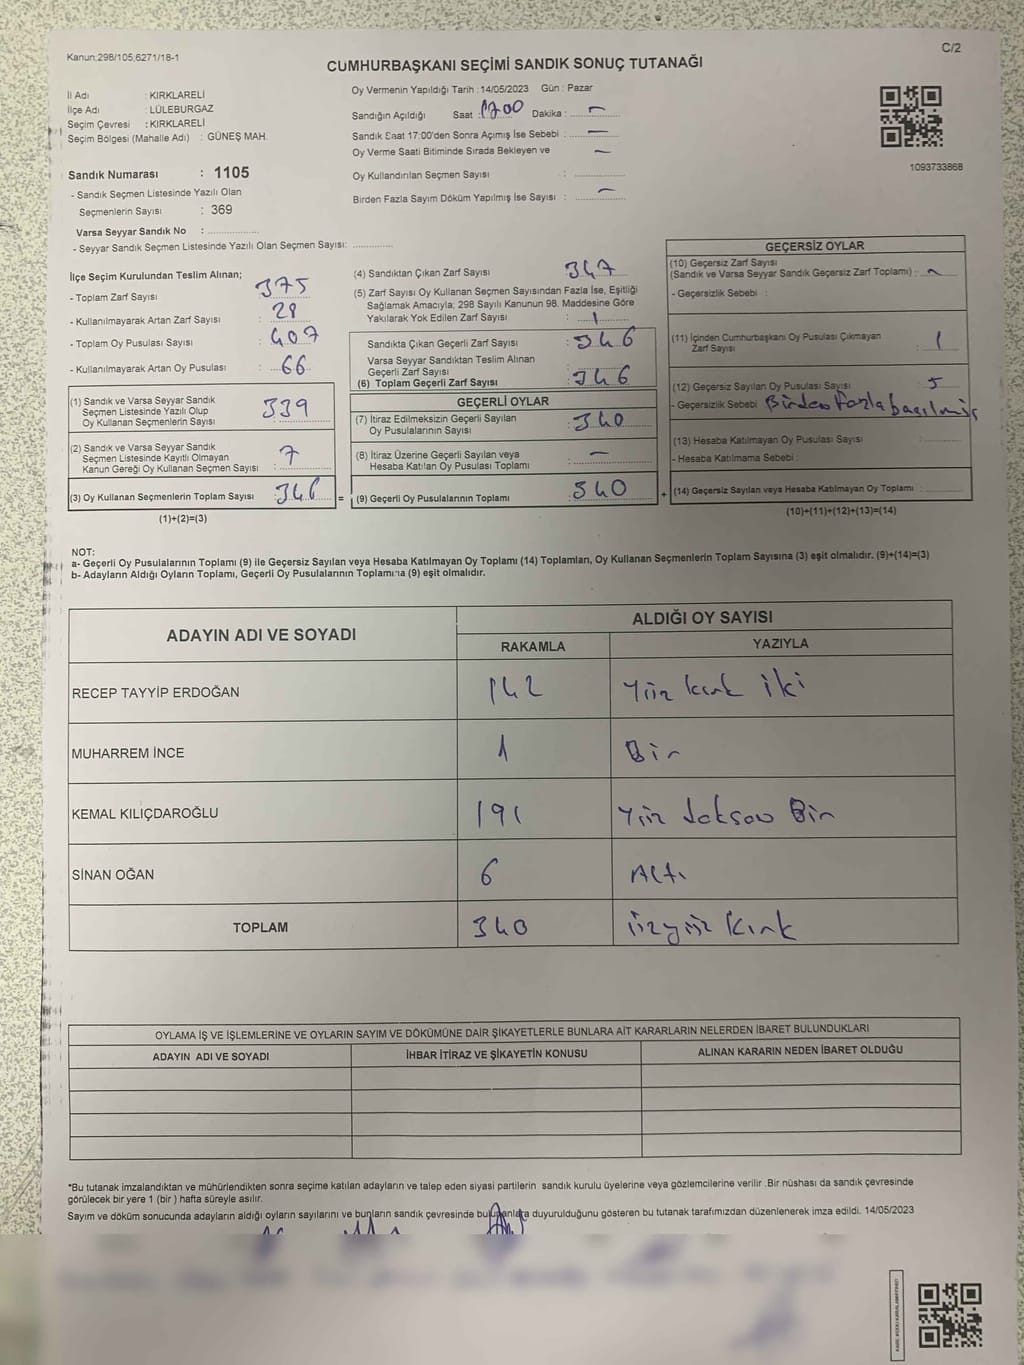 Kanun:298/105,6271/18-1
C/2
CUMHURBAŞKANI SEÇİMİ SANDIK SONUÇ TUTANAĞI
İl Adı : KIRKLARELİ
İlçe Adı : LÜLEBURGAZ
Seçim Çevresi : KIRKLARELİ
Seçim Bölgesi (Mahalle Adı) : GÜNEŞ MAH.
Sandık Numarası : 1105
- Sandık Seçmen Listesinde Yazılı Olan
Seçmenlerin Sayısı : 369
Varsa Seyyar Sandık No :
- Seyyar Sandık Seçmen Listesinde Yazılı Olan Seçmen Sayısı:
Oy Vermenin Yapıldığı Tarih : 14/05/2023 Gün : Pazar
Sandığın Açıldığı Saat : 1700 Dakika : —
Sandık Saat 17:00'den Sonra Açımış İse Sebebi : —
Oy Verme Saati Bitiminde Sırada Bekleyen ve —
Oy Kullandırılan Seçmen Sayısı :
Birden Fazla Sayım Döküm Yapılmış İse Sayısı : —
1093733868
İlçe Seçim Kurulundan Teslim Alınan;
- Toplam Zarf Sayısı : 375
- Kullanılmayarak Artan Zarf Sayısı : 28
- Toplam Oy Pusulası Sayısı : 407
- Kullanılmayarak Artan Oy Pusulası : 66
(1) Sandık ve Varsa Seyyar Sandık
Seçmen Listesinde Yazılı Olup
Oy Kullanan Seçmenlerin Sayısı : 339
(2) Sandık ve Varsa Seyyar Sandık
Seçmen Listesinde Kayıtlı Olmayan
Kanun Gereği Oy Kullanan Seçmen Sayısı : 7
(3) Oy Kullanan Seçmenlerin Toplam Sayısı : 346
(1)+(2)=(3)
(4) Sandıktan Çıkan Zarf Sayısı : 347
(5) Zarf Sayısı Oy Kullanan Seçmen Sayısından Fazla İse, Eşitliği
Sağlamak Amacıyla, 298 Sayılı Kanunun 98. Maddesine Göre
Yakılarak Yok Edilen Zarf Sayısı : 1
Sandıkta Çıkan Geçerli Zarf Sayısı : 346
Varsa Seyyar Sandıktan Teslim Alınan
Geçerli Zarf Sayısı
(6) Toplam Geçerli Zarf Sayısı : 346
GEÇERLİ OYLAR
(7) İtiraz Edilmeksizin Geçerli Sayılan
Oy Pusulalarının Sayısı : 340
(8) İtiraz Üzerine Geçerli Sayılan veya
Hesaba Katılan Oy Pusulası Toplamı : —
= (9) Geçerli Oy Pusulalarının Toplamı : 340
GEÇERSİZ OYLAR
(10) Geçersiz Zarf Sayısı
(Sandık ve Varsa Seyyar Sandık Geçersiz Zarf Toplamı) : —
- Geçersizlik Sebebi :
(11) İçinden Cumhurbaşkanı Oy Pusulası Çıkmayan
Zarf Sayısı : 1
(12) Geçersiz Sayılan Oy Pusulası Sayısı : 5
- Geçersizlik Sebebi Birden fazla basılmış
(13) Hesaba Katılmayan Oy Pusulası Sayısı :
- Hesaba Katılmama Sebebi :
+ (14) Geçersiz Sayılan veya Hesaba Katılmayan Oy Toplamı :
(10)+(11)+(12)+(13)=(14)
NOT:
a- Geçerli Oy Pusulalarının Toplamı (9) ile Geçersiz Sayılan veya Hesaba Katılmayan Oy Toplamı (14) Toplamları, Oy Kullanan Seçmenlerin Toplam Sayısına (3) eşit olmalıdır. (9)+(14)=(3)
b- Adayların Aldığı Oyların Toplamı, Geçerli Oy Pusulalarının Toplamına (9) eşit olmalıdır.
ADAYIN ADI VE SOYADI
ALDIĞI OY SAYISI
RAKAMLA YAZIYLA
RECEP TAYYİP ERDOĞAN 142 Yüz kırk iki
MUHARREM İNCE 1 Bir
KEMAL KILIÇDAROĞLU 191 Yüz doksan Bir
SİNAN OĞAN 6 Altı
TOPLAM 340 üzyüz kırk
OYLAMA İŞ VE İŞLEMLERİNE VE OYLARIN SAYIM VE DÖKÜMÜNE DAİR ŞİKAYETLERLE BUNLARA AİT KARARLARIN NELERDEN İBARET BULUNDUKLARI
ADAYIN ADI VE SOYADI İHBAR İTİRAZ VE ŞİKAYETİN KONUSU ALINAN KARARIN NEDEN İBARET OLDUĞU
*Bu tutanak imzalandıktan ve mühürlendikten sonra seçime katılan adayların ve talep eden siyasi partilerin sandık kurulu üyelerine veya gözlemcilerine verilir .Bir nüshası da sandık çevresinde
görülecek bir yere 1 (bir ) hafta süreyle asılır.
Sayım ve döküm sonucunda adayların aldığı oyların sayılarını ve bunların sandık çevresinde bulunanlara duyurulduğunu gösteren bu tutanak tarafımızdan düzenlenerek imza edildi. 14/05/2023